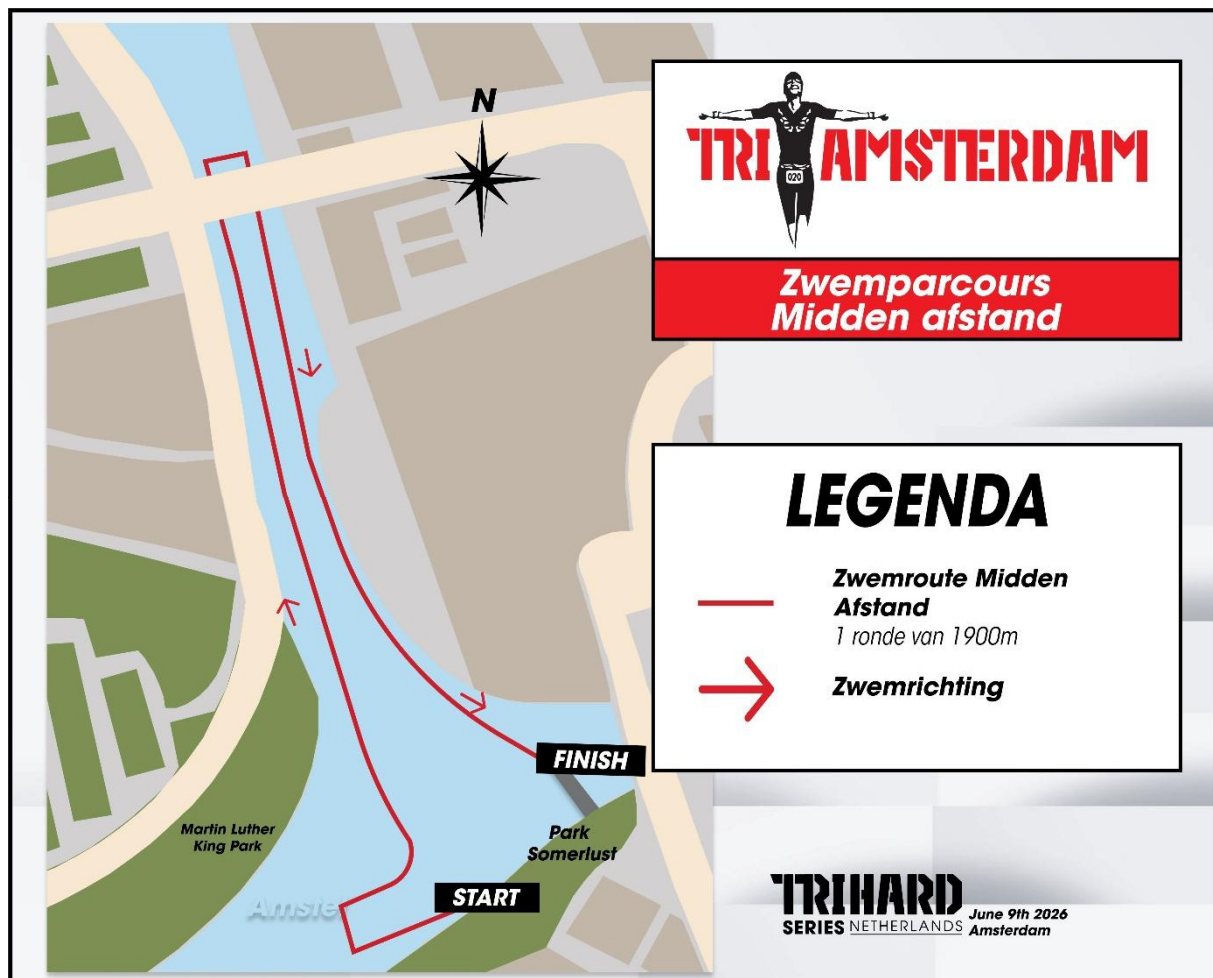 N
TRI AMSTERDAM
020
Zwemparcours
Midden afstand
LEGENDA
Zwemroute Midden
Afstand
1 ronde van 1900m
Zwemrichting
FINISH
Martin Luther
King Park
Park
Somerlust
START
Amste
TRIHARD
SERIES NETHERLANDS
June 9th 2026
Amsterdam